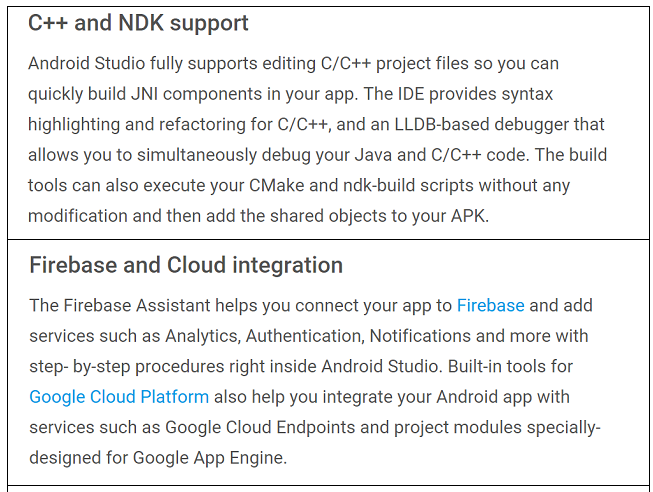 C++ and NDK support
Android Studio fully supports editing C/C++ project files so you can
quickly build JNI components in your app. The IDE provides syntax
highlighting and refactoring for C/C++, and an LLDB-based debugger that
allows you to simultaneously debug your Java and C/C++ code. The build
tools can also execute your CMake and ndk-build scripts without any
modification and then add the shared objects to your APK.
Firebase and Cloud integration
The Firebase Assistant helps you connect your app to Firebase and add
services such as Analytics, Authentication, Notifications and more with
step- by-step procedures right inside Android Studio. Built-in tools for
Google Cloud Platform also help you integrate your Android app with
services such as Google Cloud Endpoints and project modules specially-
designed for Google App Engine.